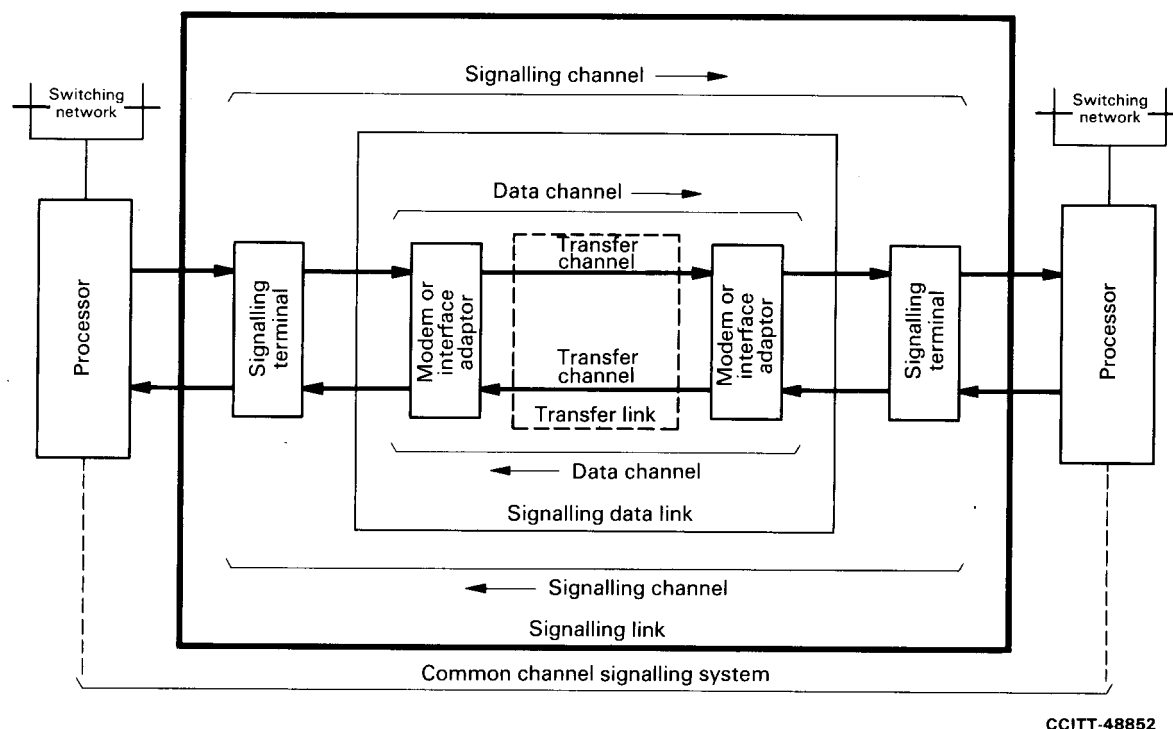 Signalling channel
Switching
network
Switching
network
Data channel
Transfer
channel
Processor
Signalling
terminal
Modem or
interface
adaptor
Modem or
interface
adaptor
Signalling
terminal
Processor
Transfer
channel
Transfer link
Data channel
Signalling data link
Signalling channel
Signalling link
Common channel signalling system
CCITT-48852